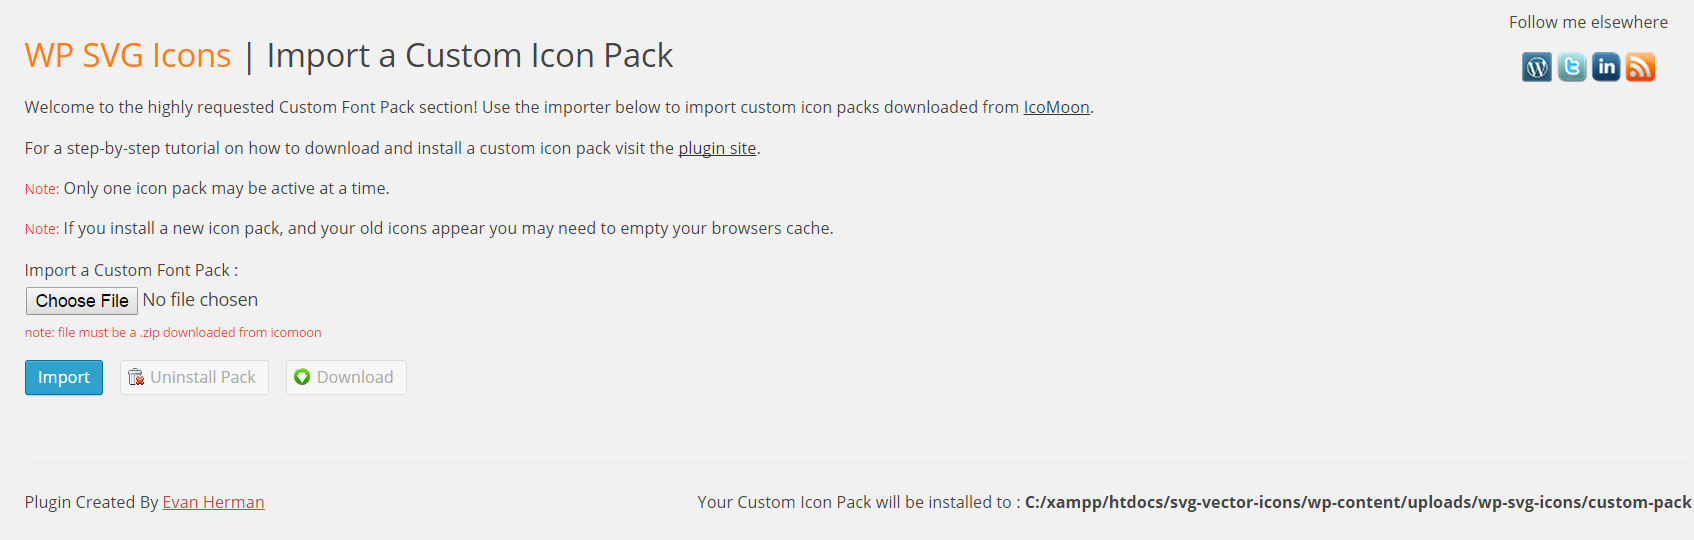 Follow me elsewhere
WP SVG Icons | Import a Custom Icon Pack
Welcome to the highly requested Custom Font Pack section! Use the importer below to import custom icon packs downloaded from IcoMoon.
For a step-by-step tutorial on how to download and install a custom icon pack visit the plugin site.
Note: Only one icon pack may be active at a time.
Note: If you install a new icon pack, and your old icons appear you may need to empty your browsers cache.
Import a Custom Font Pack :
Choose File No file chosen
note: file must be a .zip downloaded from icomoon
Import Uninstall Pack Download
Plugin Created By Evan Herman Your Custom Icon Pack will be installed to : C:/xampp/htdocs/svg-vector-icons/wp-content/uploads/wp-svg-icons/custom-pack